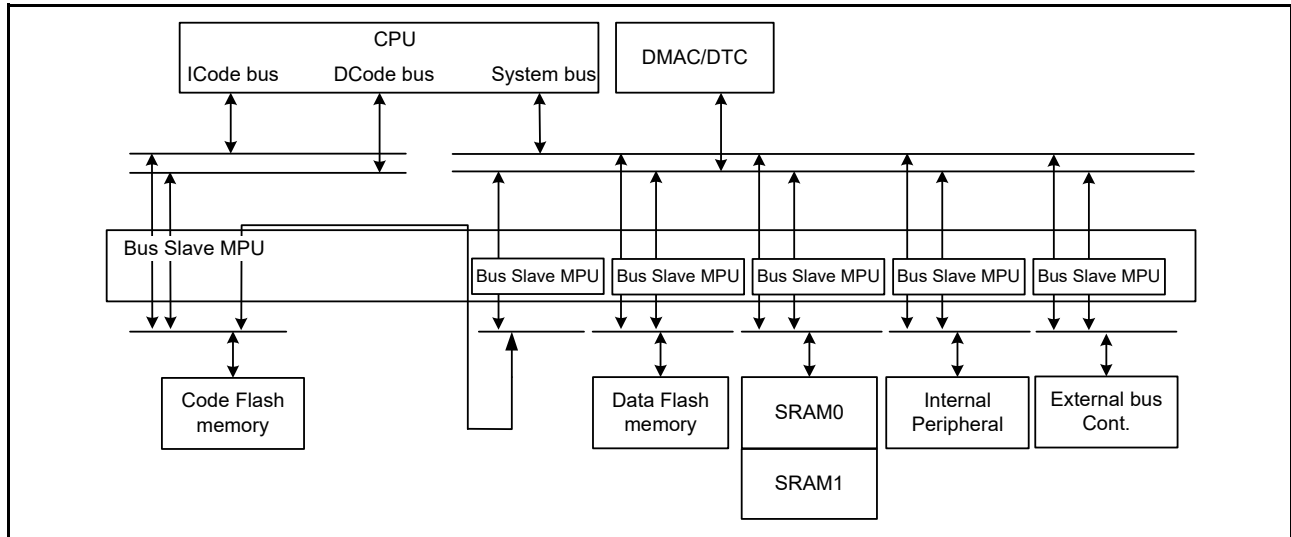 CPU
DMAC/DTC
ICode bus
DCode bus
System bus
Bus Slave MPU
Bus Slave MPU
Bus Slave MPU
Bus Slave MPU
Bus Slave MPU
Bus Slave MPU
Code Flash
memory
Data Flash
memory
SRAM0
SRAM1
Internal
Peripheral
External bus
Cont.